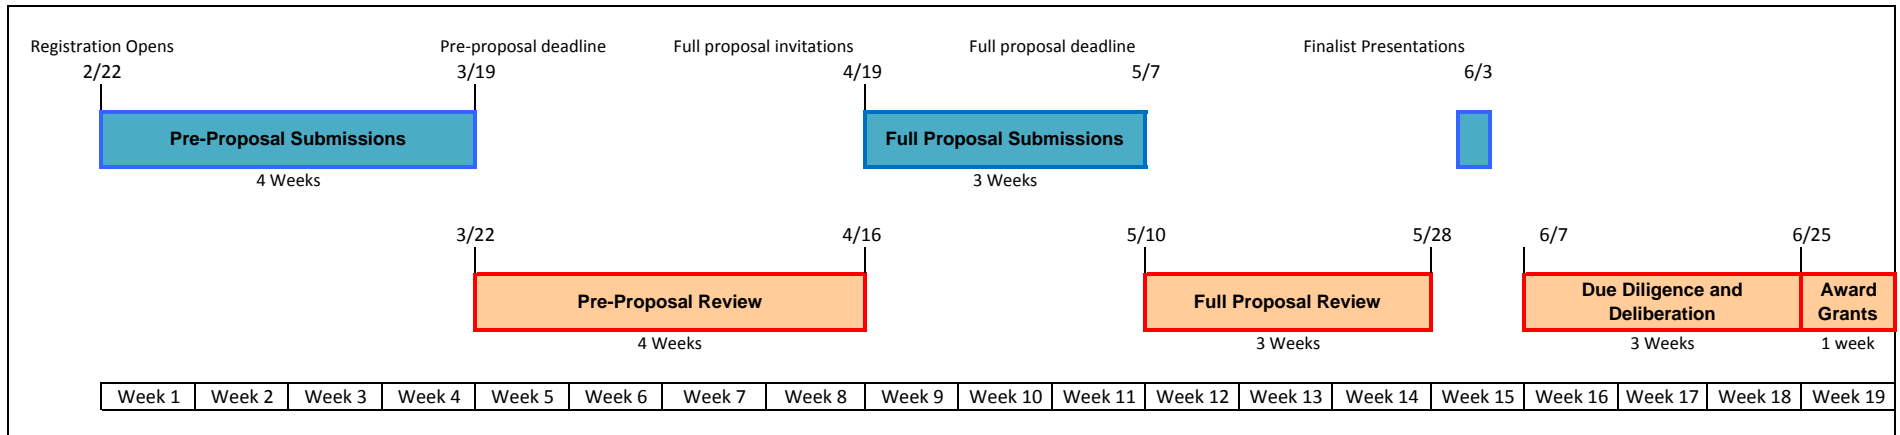 Registration Opens Pre-proposal deadline Full proposal invitations Full proposal deadline Finalist Presentations
2/22 3/19 4/19 5/7 6/3
Pre-Proposal Submissions Full Proposal Submissions
4 Weeks 3 Weeks
3/22 4/16 5/10 5/28 6/7 6/25
Pre-Proposal Review Full Proposal Review Due Diligence and Deliberation Award Grants
4 Weeks 3 Weeks 3 Weeks 1 week
Week 1 Week 2 Week 3 Week 4 Week 5 Week 6 Week 7 Week 8 Week 9 Week 10 Week 11 Week 12 Week 13 Week 14 Week 15 Week 16 Week 17 Week 18 Week 19